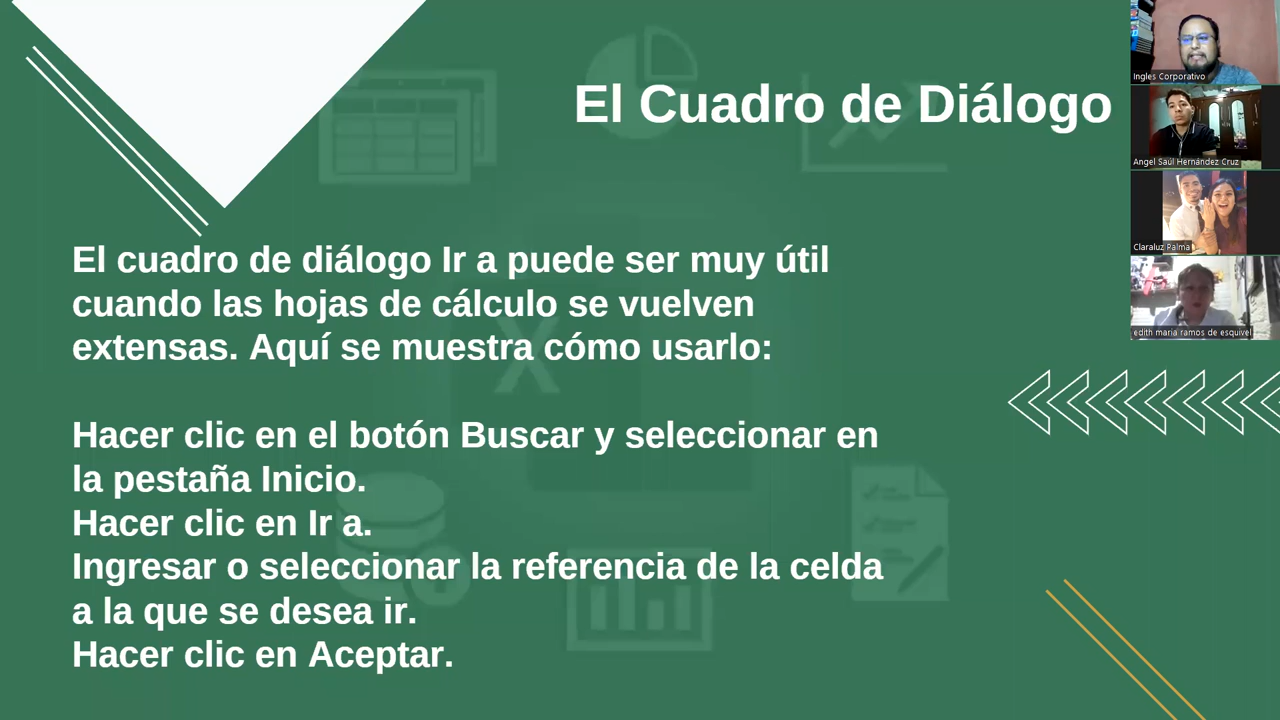 El Cuadro de Diálogo
El cuadro de diálogo Ir a puede ser muy útil
cuando las hojas de cálculo se vuelven
extensas. Aquí se muestra cómo usarlo:
Hacer clic en el botón Buscar y seleccionar en
la pestaña Inicio.
Hacer clic en Ir a.
Ingresar o seleccionar la referencia de la celda
a la que se desea ir.
Hacer clic en Aceptar.
Ingles Corporativo
Angel Saúl Hernández Cruz
Claraluz Palma
edith maria ramos de esquivel
X